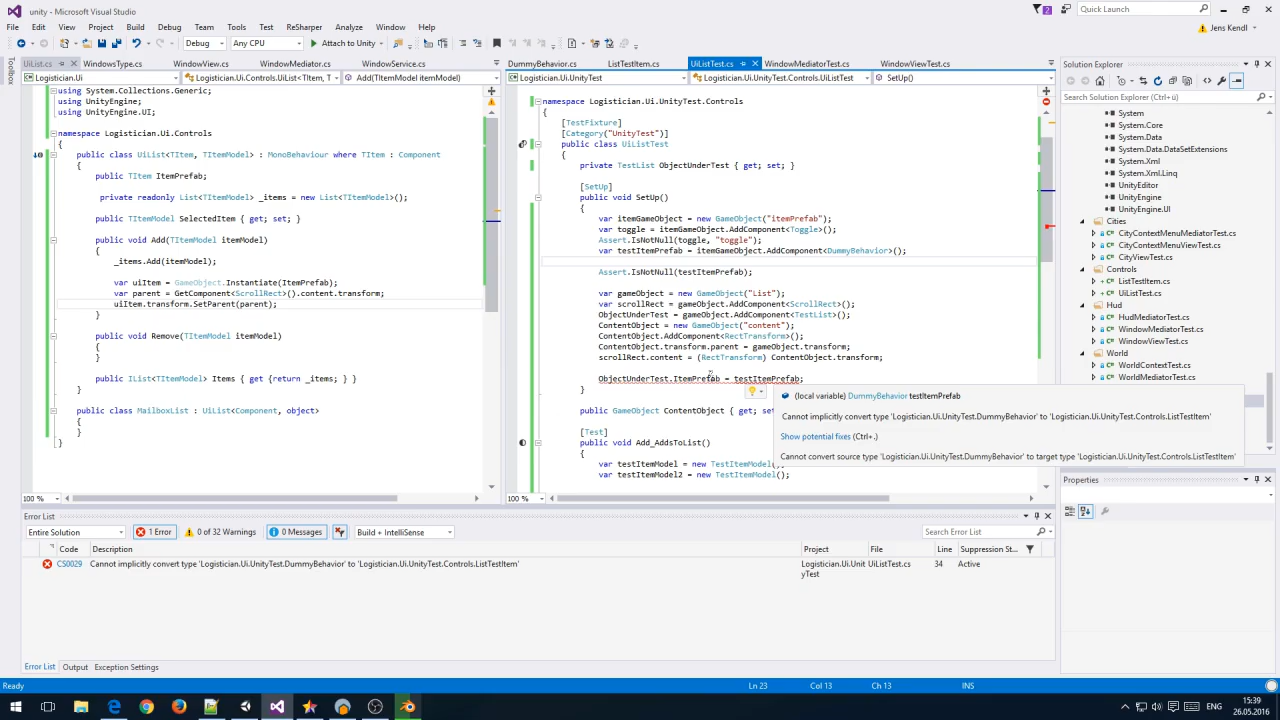 unity - Microsoft Visual Studio
2
Quick Launch
File Edit View Project Build Debug Team Tools Test ReSharper Analyze Window Help
Jens Kendl
Debug Any CPU Attach to Unity
Toolbox
UiList.cs WindowsType.cs WindowView.cs WindowMediator.cs WindowService.cs
Logistician.Ui Logistician.Ui.Controls.UiList<TItem, T Add(TItemModel itemModel)
using System.Collections.Generic;
using UnityEngine;
using UnityEngine.UI;
namespace Logistician.Ui.Controls
{
public class UiList<TItem, TItemModel> : MonoBehaviour where TItem : Component
{
public TItem ItemPrefab;
private readonly List<TItemModel> _items = new List<TItemModel>();
public TItemModel SelectedItem { get; set; }
public void Add(TItemModel itemModel)
{
_items.Add(itemModel);
var uiItem = GameObject.Instantiate(ItemPrefab);
var parent = GetComponent<ScrollRect>().content.transform;
uiItem.transform.SetParent(parent);
}
public void Remove(TItemModel itemModel)
{
}
public IList<TItemModel> Items { get {return _items; } }
}
public class MailboxList : UiList<Component, object>
{
}
}
100 %
DummyBehavior.cs ListTestItem.cs UiListTest.cs WindowMediatorTest.cs WindowViewTest.cs
Logistician.Ui.UnityTest Logistician.Ui.UnityTest.Controls.UiListTest SetUp()
namespace Logistician.Ui.UnityTest.Controls
{
[TestFixture]
[Category("UnityTest")]
public class UiListTest
{
private TestList ObjectUnderTest { get; set; }
[SetUp]
public void SetUp()
{
var itemGameObject = new GameObject("itemPrefab");
var toggle = itemGameObject.AddComponent<Toggle>();
Assert.IsNotNull(toggle, "toggle");
var testItemPrefab = itemGameObject.AddComponent<DummyBehavior>();
Assert.IsNotNull(testItemPrefab);
var gameObject = new GameObject("List");
var scrollRect = gameObject.AddComponent<ScrollRect>();
ObjectUnderTest = gameObject.AddComponent<TestList>();
ContentObject = new GameObject("content");
ContentObject.AddComponent<RectTransform>();
ContentObject.transform.parent = gameObject.transform;
scrollRect.content = (RectTransform) ContentObject.transform;
ObjectUnderTest.ItemPrefab = testItemPrefab;
}
public GameObject ContentObject { get; set
[Test]
public void Add_AddsToList()
{
var testItemModel = new TestItemModel();
var testItemModel2 = new TestItemModel();
100 %
(local variable) DummyBehavior testItemPrefab
Cannot implicitly convert type 'Logistician.Ui.UnityTest.DummyBehavior' to 'Logistician.Ui.UnityTest.Controls.ListTestItem'
Show potential fixes (Ctrl+.)
Cannot convert source type 'Logistician.Ui.UnityTest.DummyBehavior' to target type 'Logistician.Ui.UnityTest.Controls.ListTestItem'
Solution Explorer
Search Solution Explorer (Ctrl+ü)
System
System.Core
System.Data
System.Data.DataSetExtensions
System.Xml
System.Xml.Linq
UnityEditor
UnityEngine
UnityEngine.UI
Cities
CityContextMenuMediatorTest.cs
CityContextMenuViewTest.cs
CityViewTest.cs
Controls
ListTestItem.cs
UiListTest.cs
Hud
HudMediatorTest.cs
WindowMediatorTest.cs
WindowViewTest.cs
World
WorldContextTest.cs
WorldMediatorTest.cs
Properties
Error List
Entire Solution 1 Error 0 of 32 Warnings 0 Messages Build + IntelliSense Search Error List
Code Description Project File Line Suppression St...
CS0029 Cannot implicitly convert type 'Logistician.Ui.UnityTest.DummyBehavior' to 'Logistician.Ui.UnityTest.Controls.ListTestItem' Logistician.Ui.Unit UiListTest.cs 34 Active
yTest
Error List Output Exception Settings
Ready Ln 23 Col 13 Ch 13 INS
ENG
15:39
26.05.2016